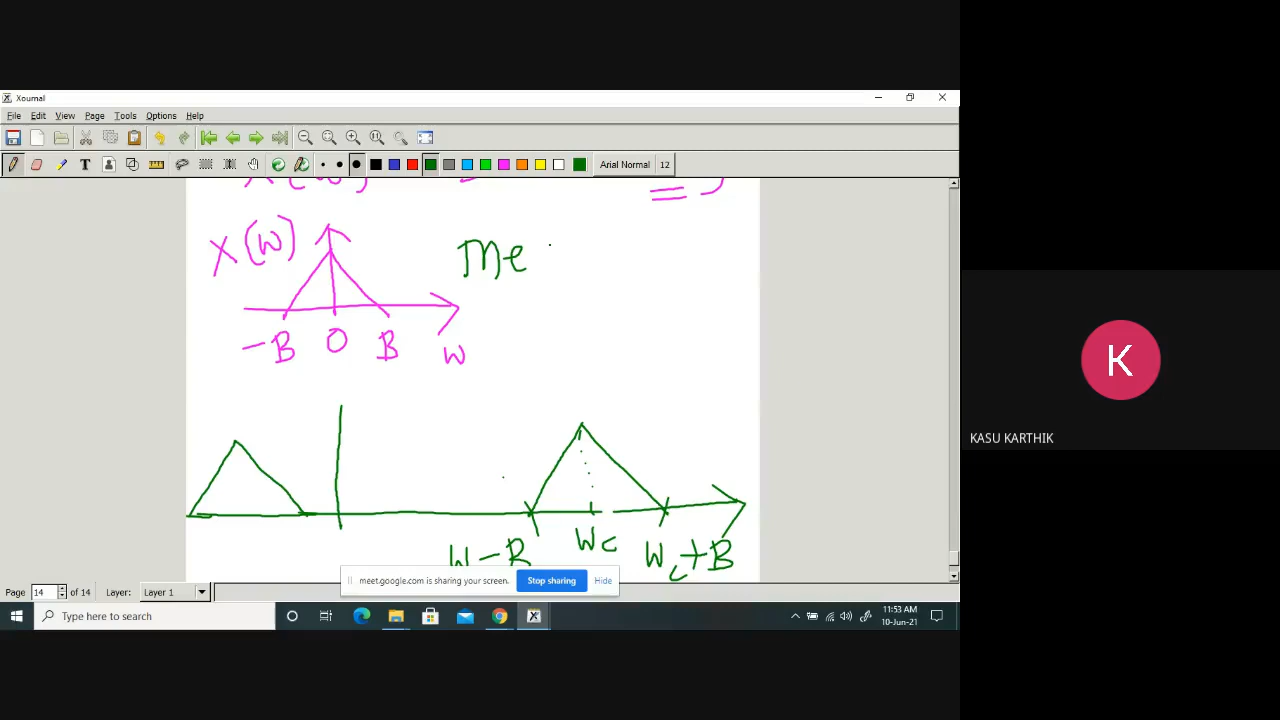 Xournal
File Edit View Page Tools Options Help
Arial Normal 12
X(W)
Me
-B 0 B W
W-B Wc Wc+B
meet.google.com is sharing your screen. Stop sharing Hide
Page 14 of 14 Layer: Layer 1
Type here to search
11:53 AM
10-Jun-21
K
KASU KARTHIK